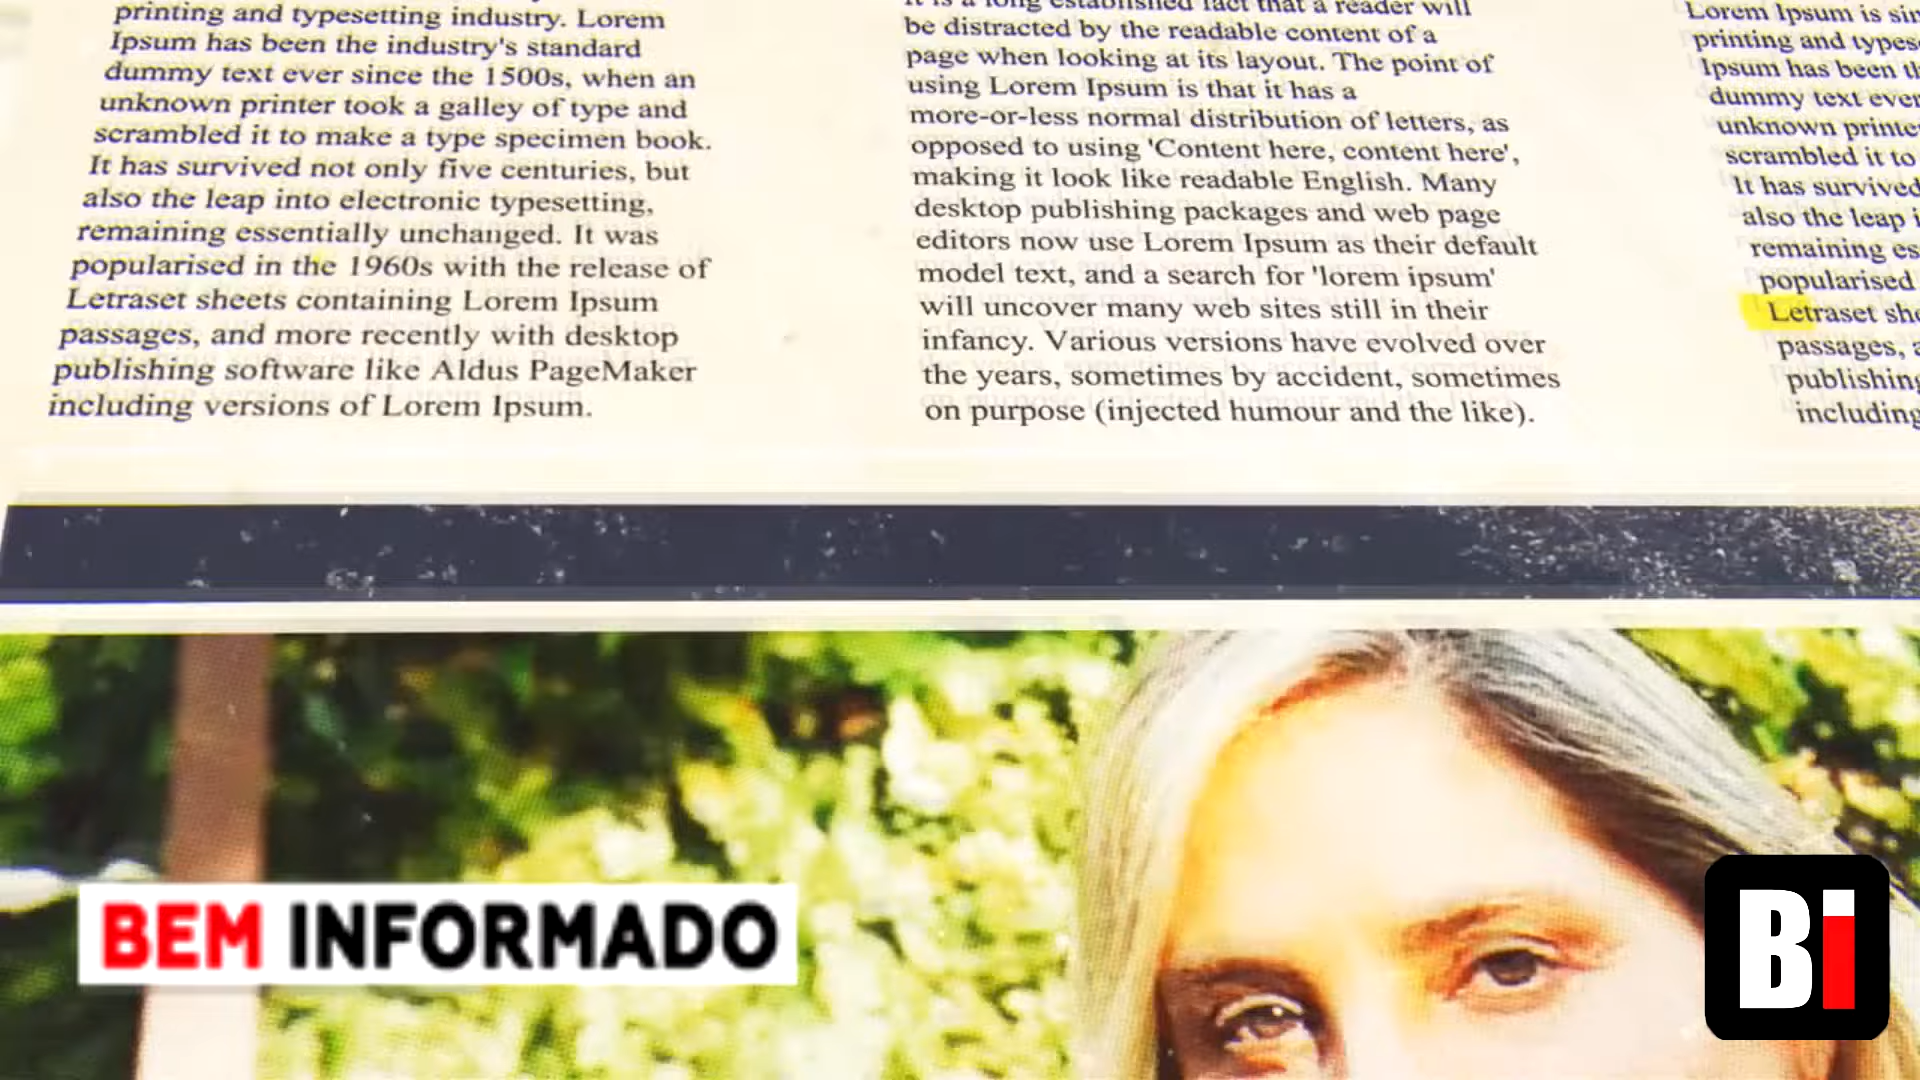 printing and typesetting industry. Lorem
Ipsum has been the industry's standard
dummy text ever since the 1500s, when an
unknown printer took a galley of type and
scrambled it to make a type specimen book.
It has survived not only five centuries, but
also the leap into electronic typesetting,
remaining essentially unchanged. It was
popularised in the 1960s with the release of
Letraset sheets containing Lorem Ipsum
passages, and more recently with desktop
publishing software like Aldus PageMaker
including versions of Lorem Ipsum.
It is a long established fact that a reader will
be distracted by the readable content of a
page when looking at its layout. The point of
using Lorem Ipsum is that it has a
more-or-less normal distribution of letters, as
opposed to using 'Content here, content here',
making it look like readable English. Many
desktop publishing packages and web page
editors now use Lorem Ipsum as their default
model text, and a search for 'lorem ipsum'
will uncover many web sites still in their
infancy. Various versions have evolved over
the years, sometimes by accident, sometimes
on purpose (injected humour and the like).
Lorem Ipsum is
printing and
Ipsum has been
dummy text ever
unknown
scrambled it to
It has survived
also the leap
remaining
popularised
Letraset
passages,
publishing
including
BEM INFORMADO
Bi